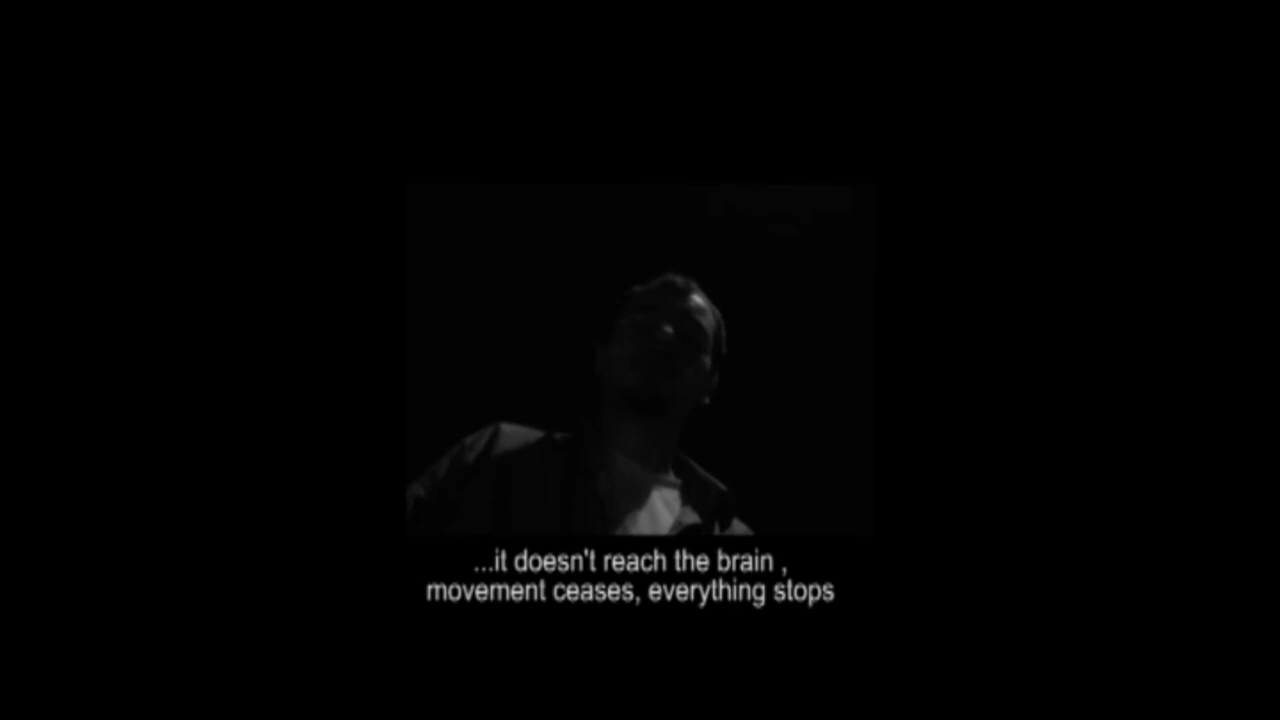 ...it doesn't reach the brain ,
movement ceases, everything stops